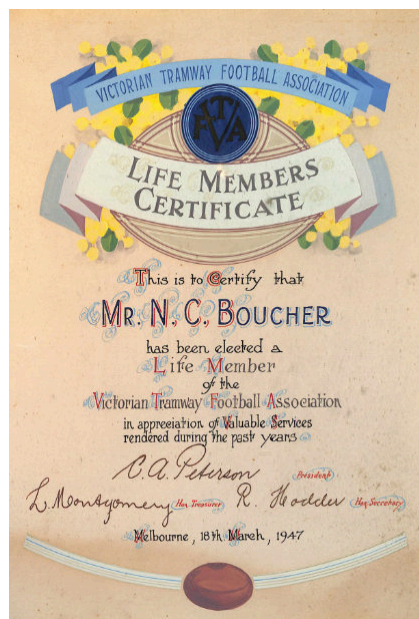 VICTORIAN TRAMWAY FOOTBALL ASSOCIATION
VTFA
LIFE MEMBERS
CERTIFICATE
This is to Certify that
MR. N. C. BOUCHER
has been elected a
Life Member
of the
Victorian Tramway Football Association
in appreciation of Valuable Services
rendered during the past years
C. A. Peterson President
L. Montgomery Hon Treasurer R. Hodder Hon Secretary
Melbourne, 18th March, 1947